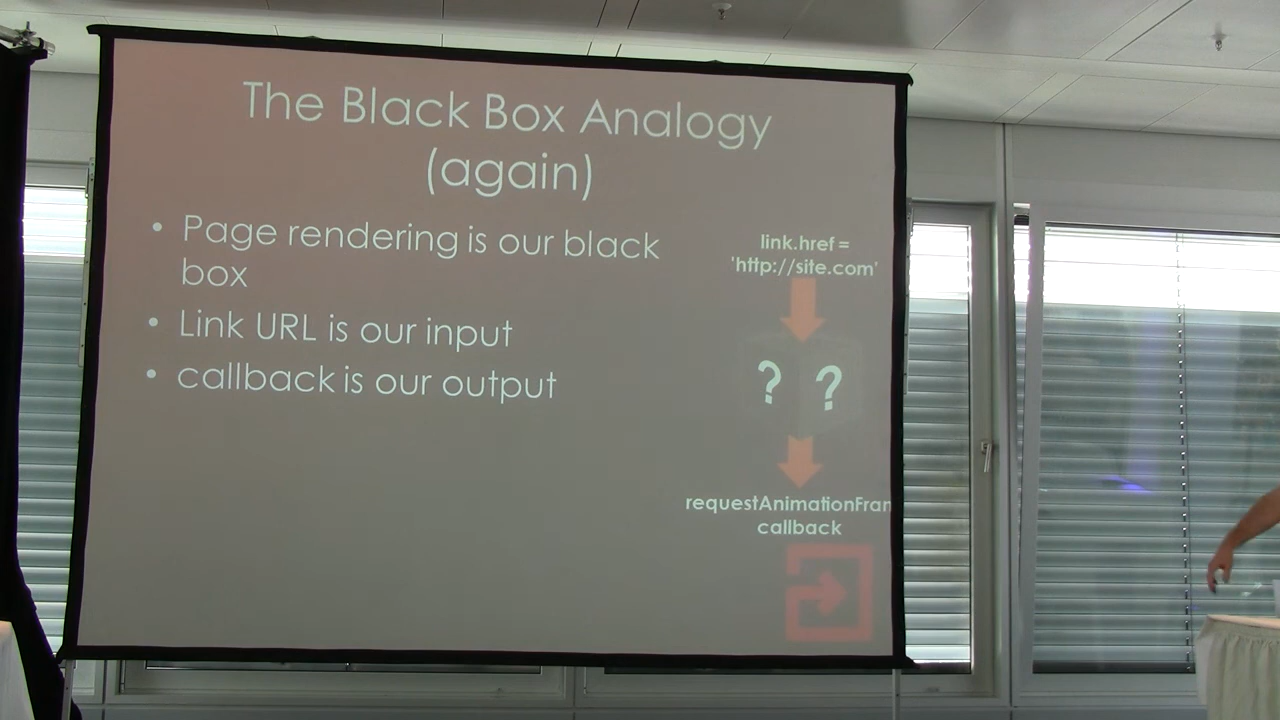 The Black Box Analogy
(again)
• Page rendering is our black
box
• Link URL is our input
• callback is our output
link.href =
'http://site.com'
? ?
requestAnimationFran
callback